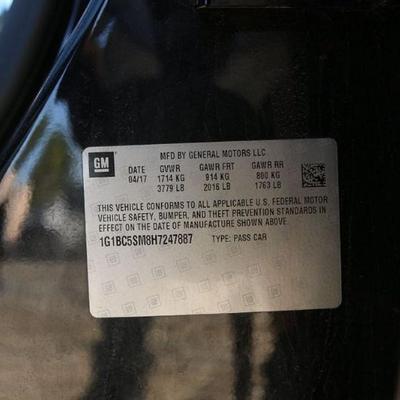 GM
MFD BY GENERAL MOTORS LLC
DATE GVWR GAWR FRT GAWR RR
04/17 1714 KG 914 KG 800 KG
3779 LB 2016 LB 1763 LB
THIS VEHICLE CONFORMS TO ALL APPLICABLE U.S. FEDERAL MOTOR
VEHICLE SAFETY, BUMPER, AND THEFT PREVENTION STANDARDS IN
EFFECT ON THE DATE OF MANUFACTURE SHOWN ABOVE.
1G1BC5SM8H7247887 TYPE: PASS CAR